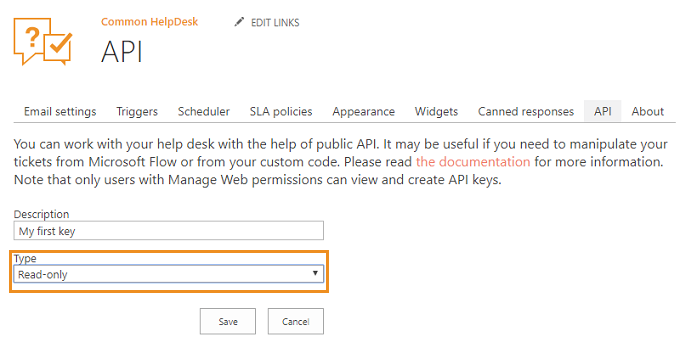 Common HelpDesk
EDIT LINKS
API
Email settings Triggers Scheduler SLA policies Appearance Widgets Canned responses API About
You can work with your help desk with the help of public API. It may be useful if you need to manipulate your
tickets from Microsoft Flow or from your custom code. Please read the documentation for more information.
Note that only users with Manage Web permissions can view and create API keys.
Description
My first key
Type
Read-only
Save Cancel